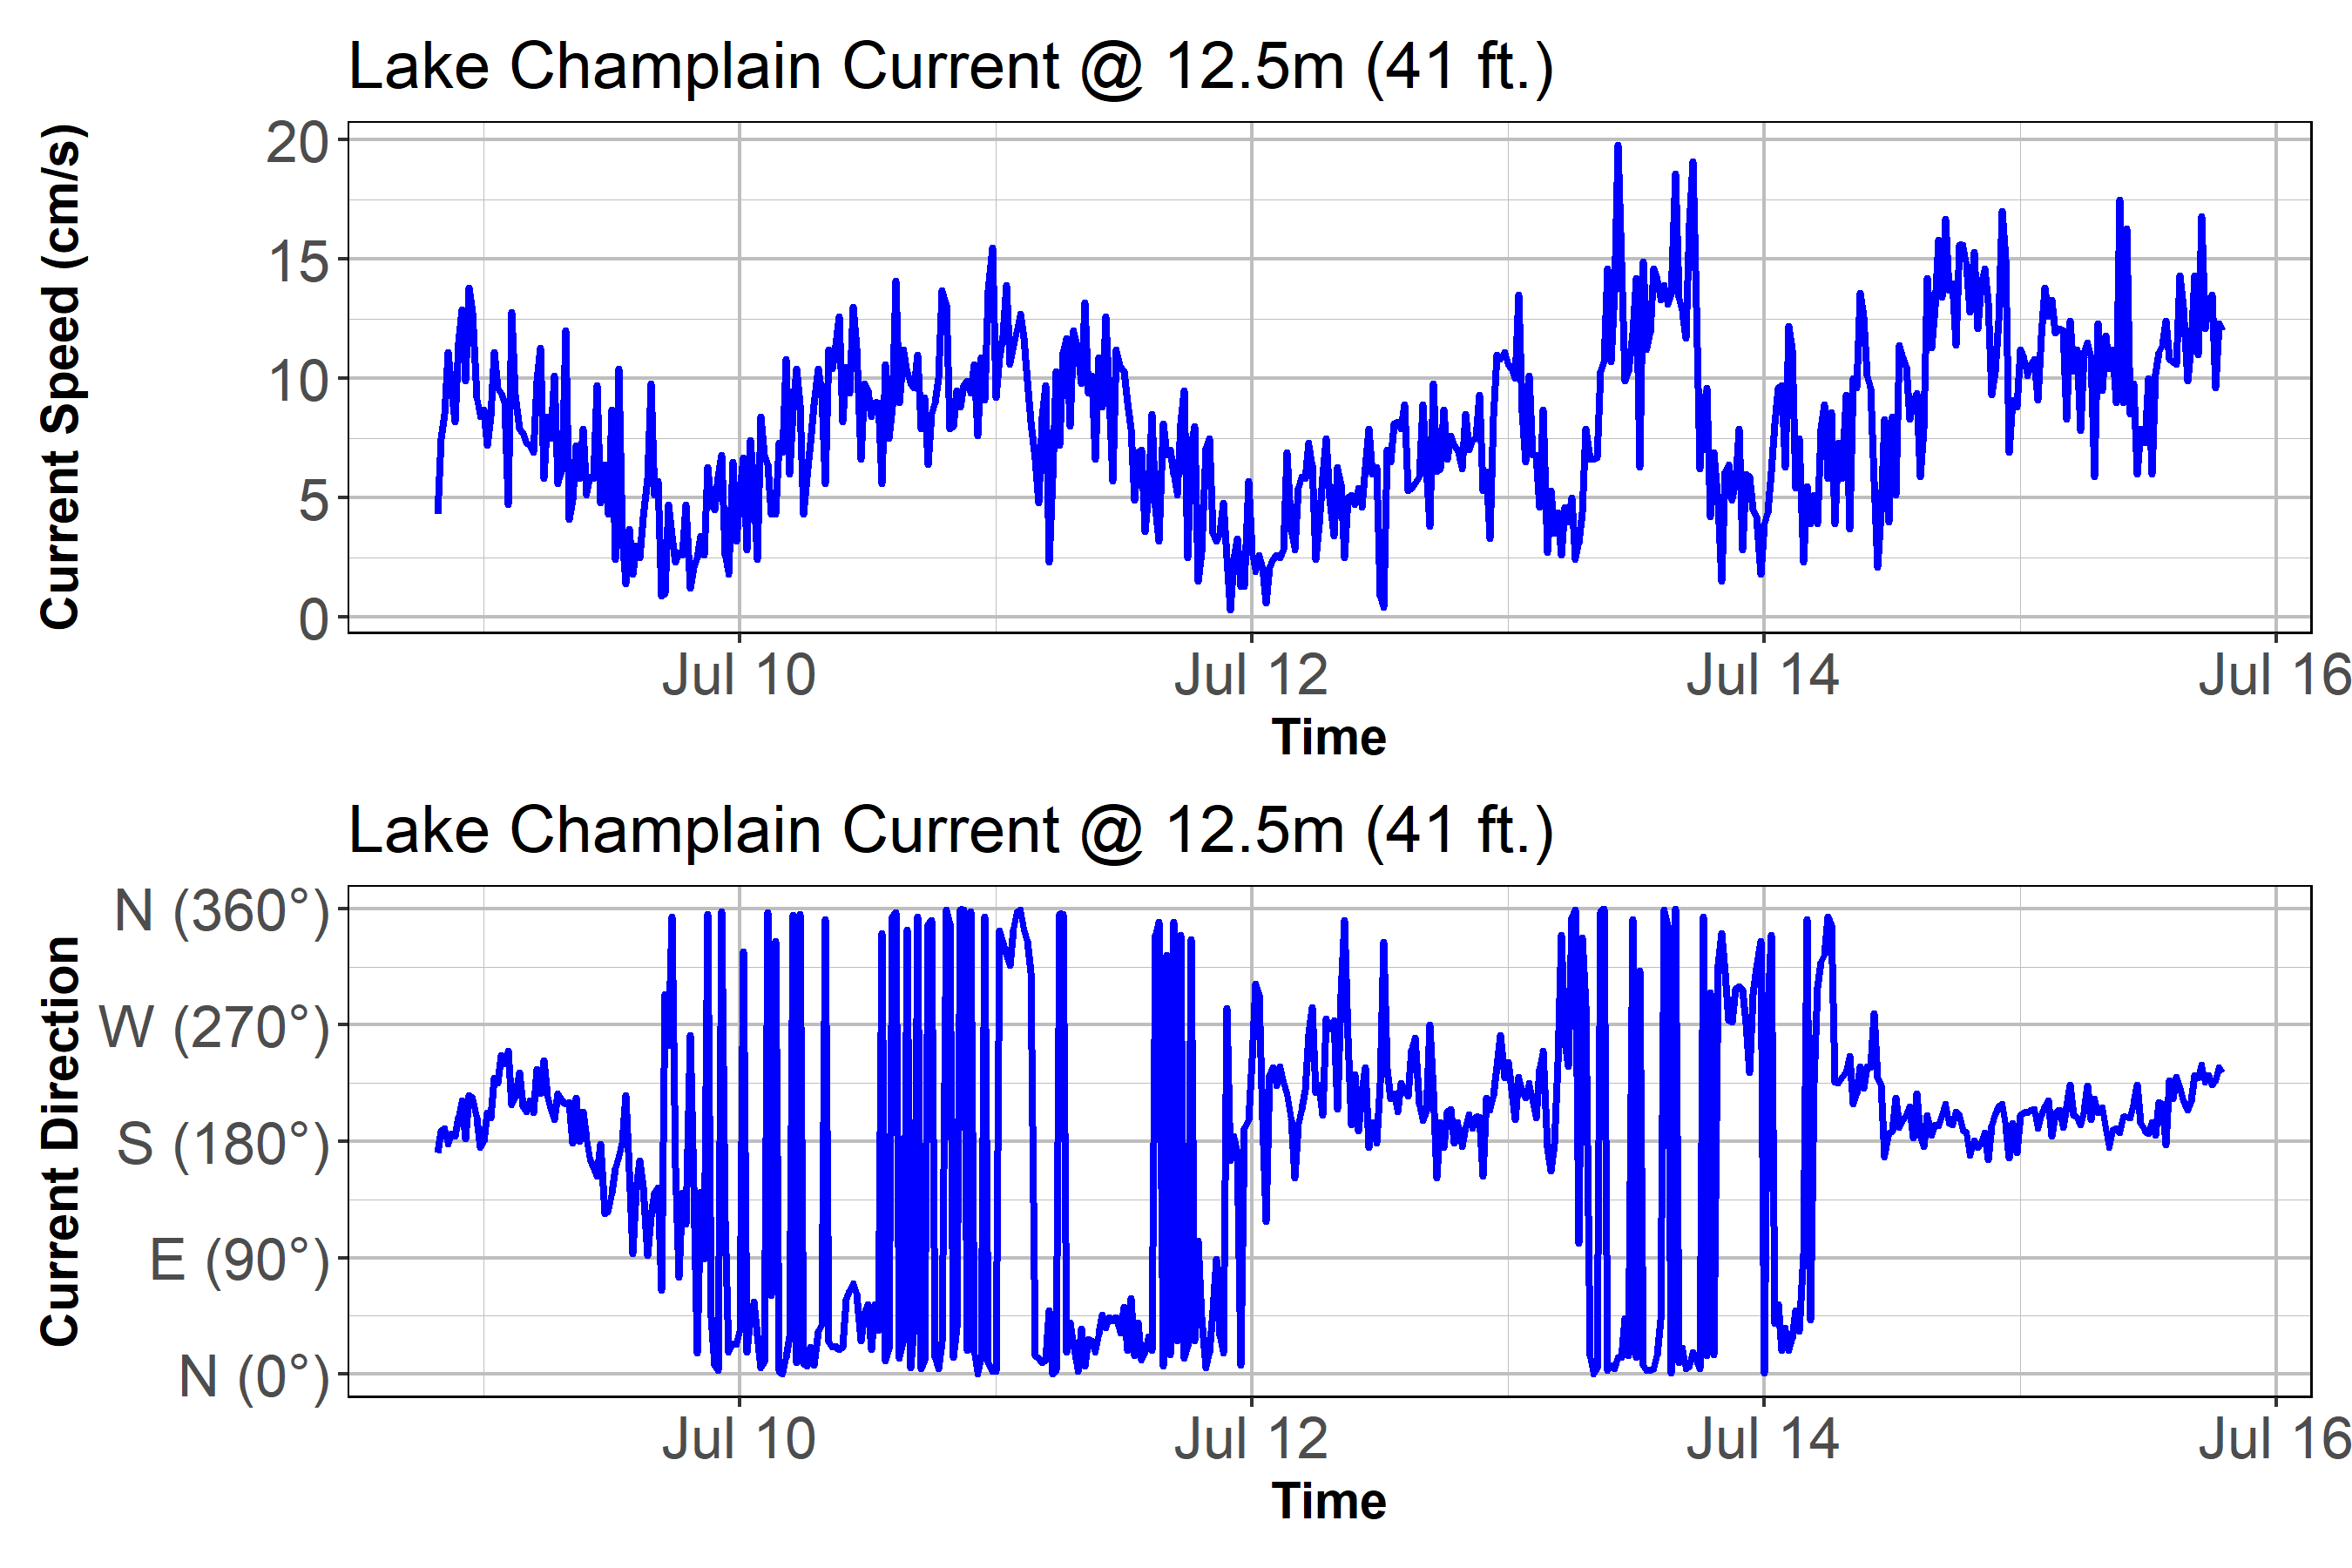 Lake Champlain Current @ 12.5m (41 ft.)
Current Speed (cm/s)
20
15
10
5
0
Jul 10 Jul 12 Jul 14 Jul 16
Time
Lake Champlain Current @ 12.5m (41 ft.)
Current Direction
N (360°)
W (270°)
S (180°)
E (90°)
N (0°)
Jul 10 Jul 12 Jul 14 Jul 16
Time